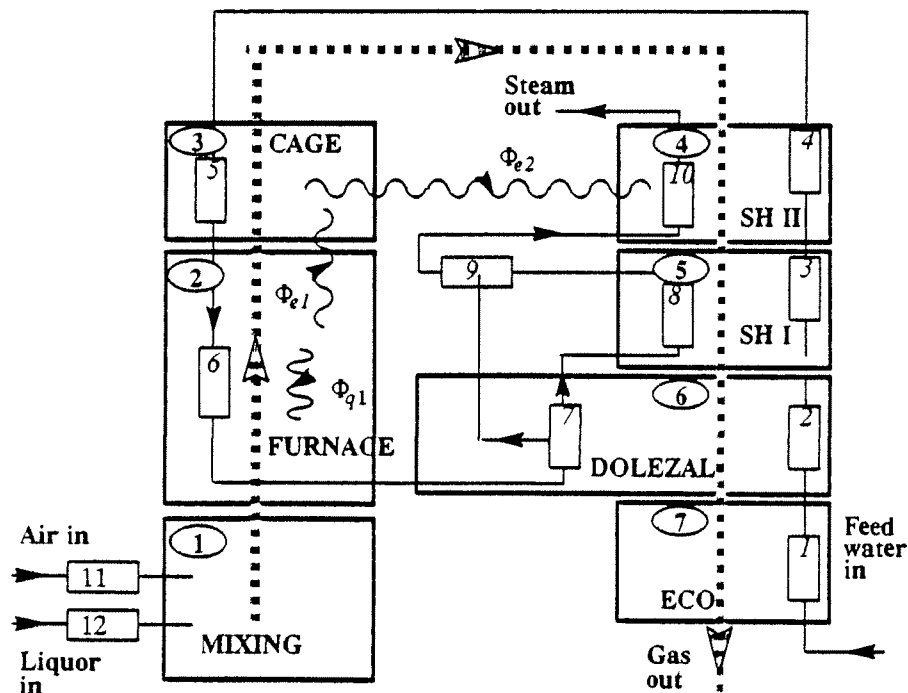 Steam
out
3
CAGE
5
Φe2
4
10
4
SH II
2
Φe1
9
5
8
3
SH I
6
Φq1
FURNACE
6
7
2
DOLEZAL
Air in
1
11
12
MIXING
Liquor
in
7
1
ECO
Feed
water
in
Gas
out